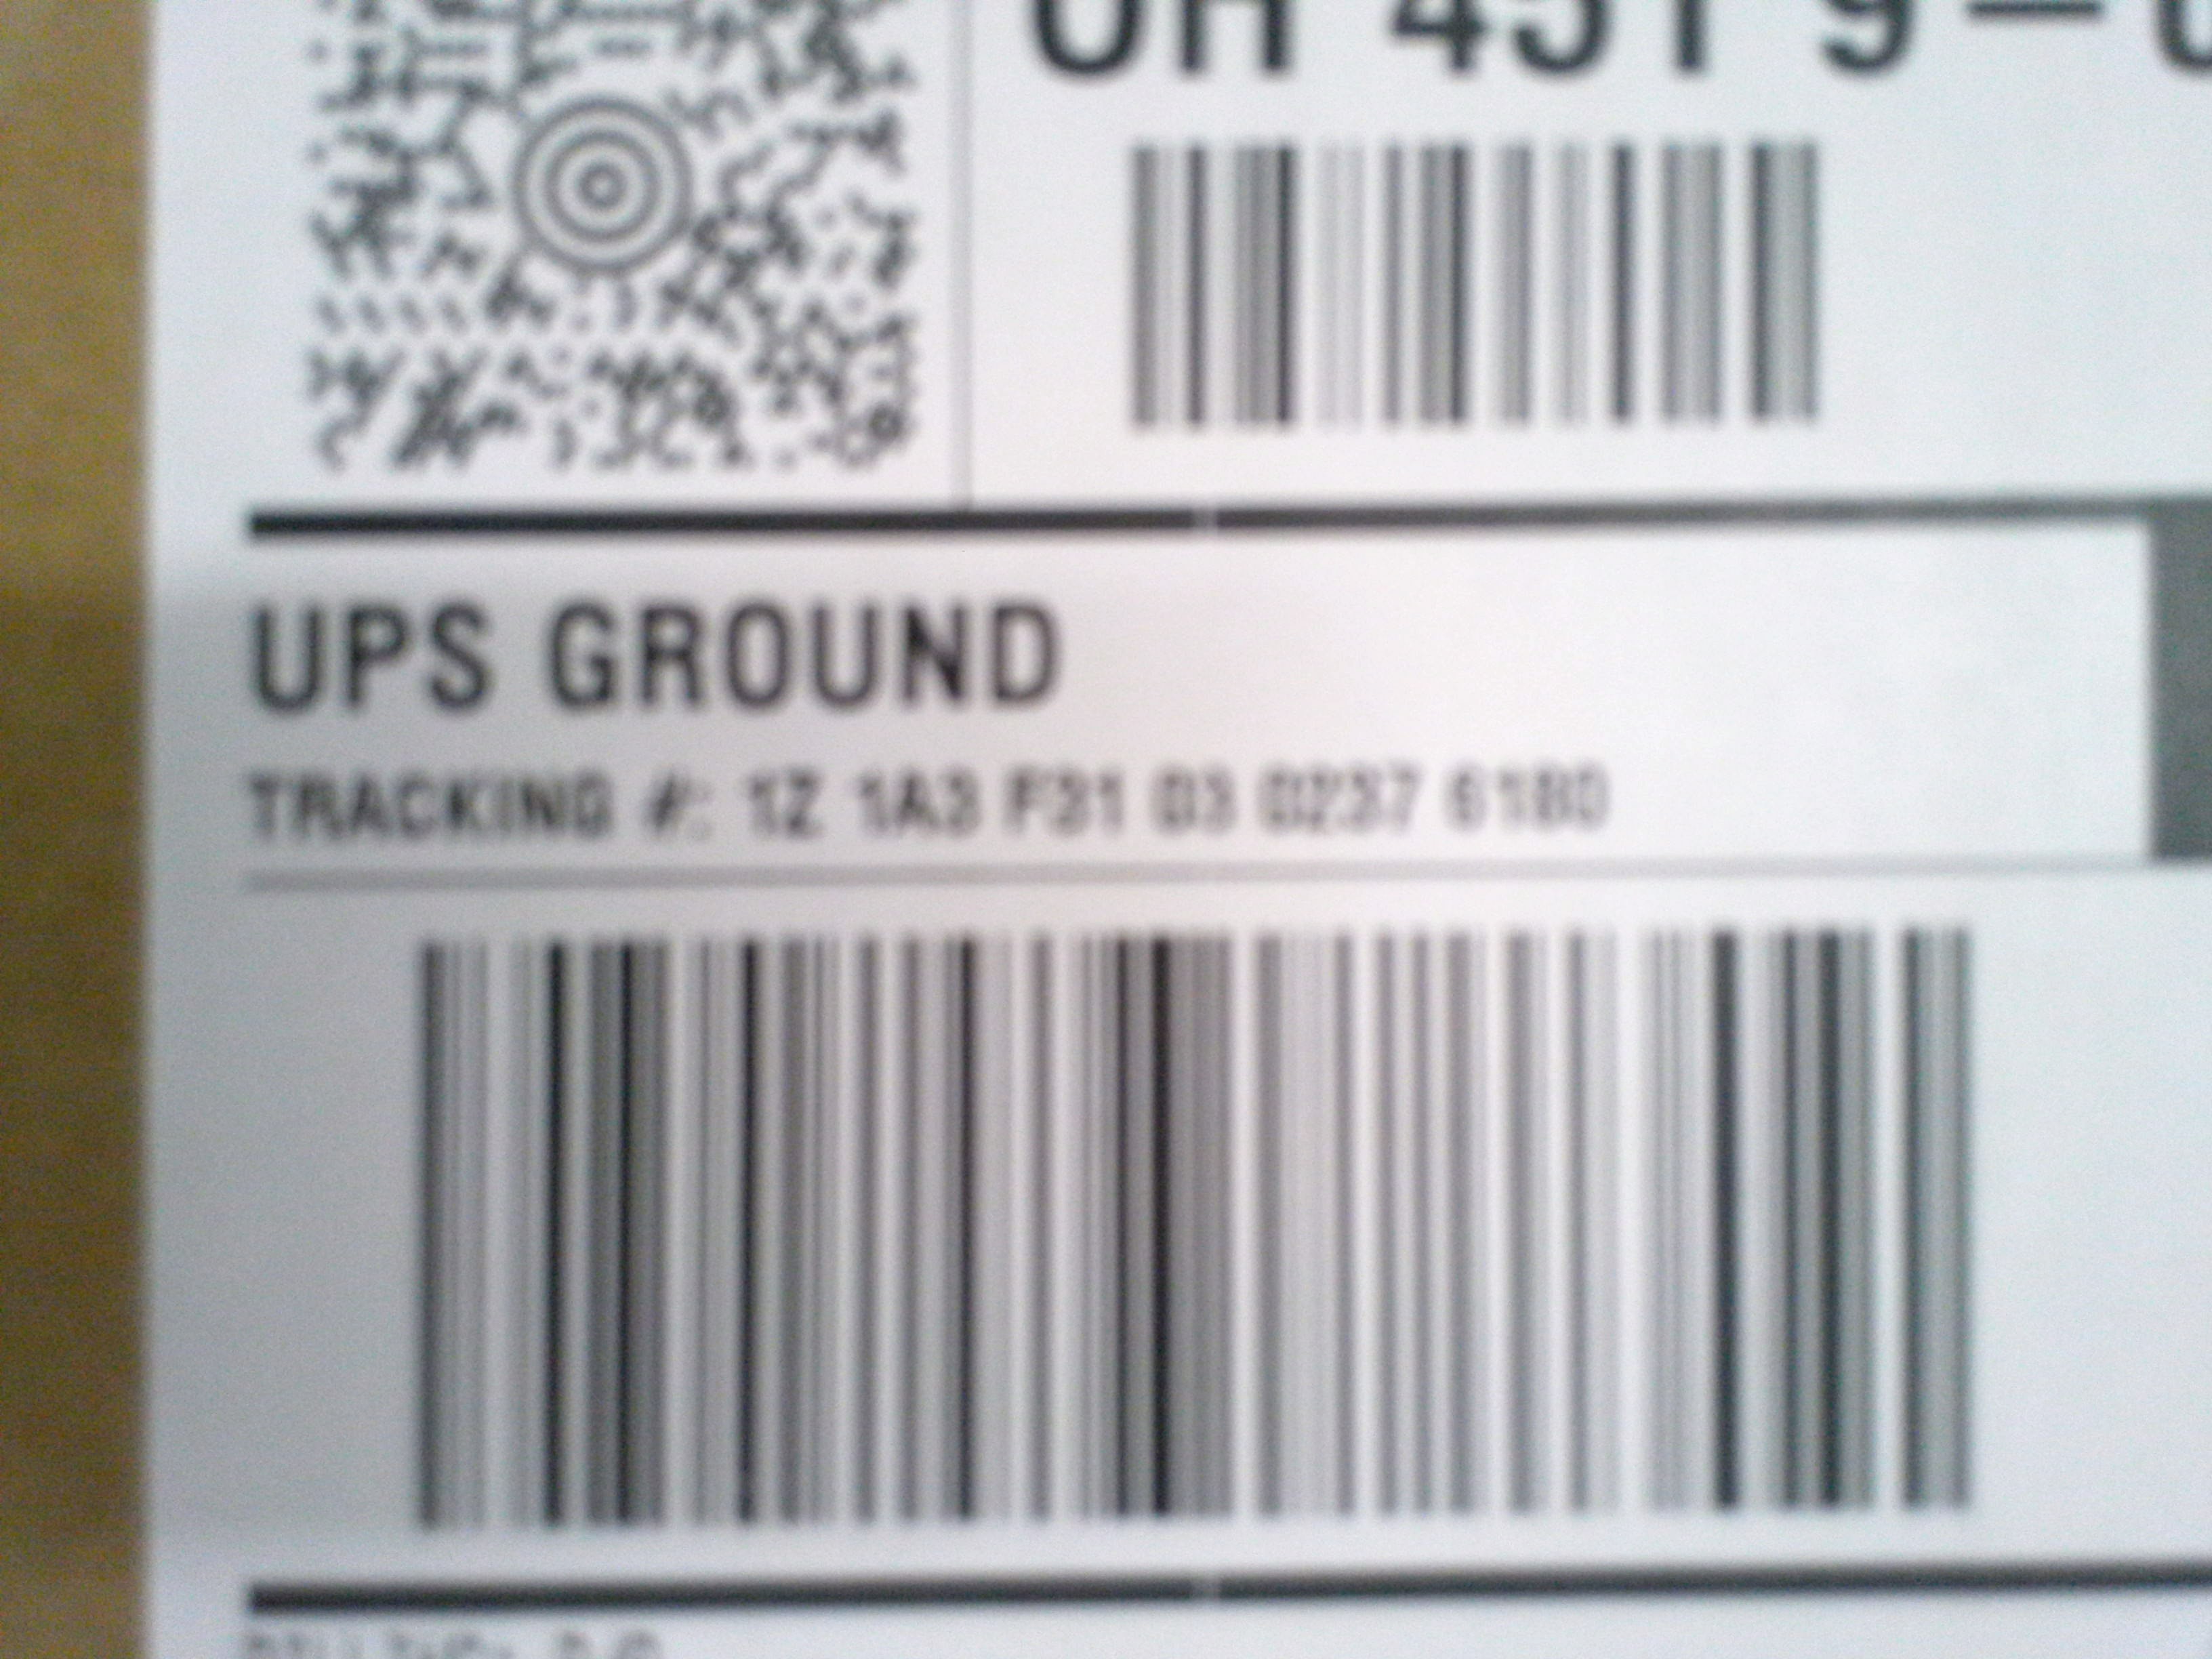 UPS GROUND
TRACKING #: 1Z 1A3 F31 03 0237 6180